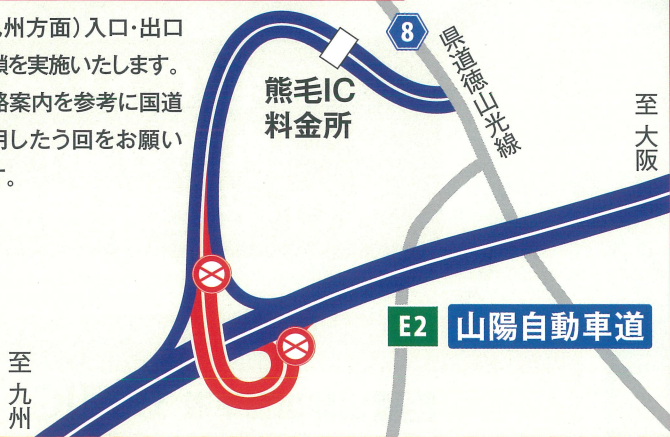 九州方面)入口・出口
鎖を実施いたします。
路案内を参考に国道
用したう回をお願い
す。
熊毛IC
料金所
8
県道徳山光線
至 大阪
E2 山陽自動車道
至 九州